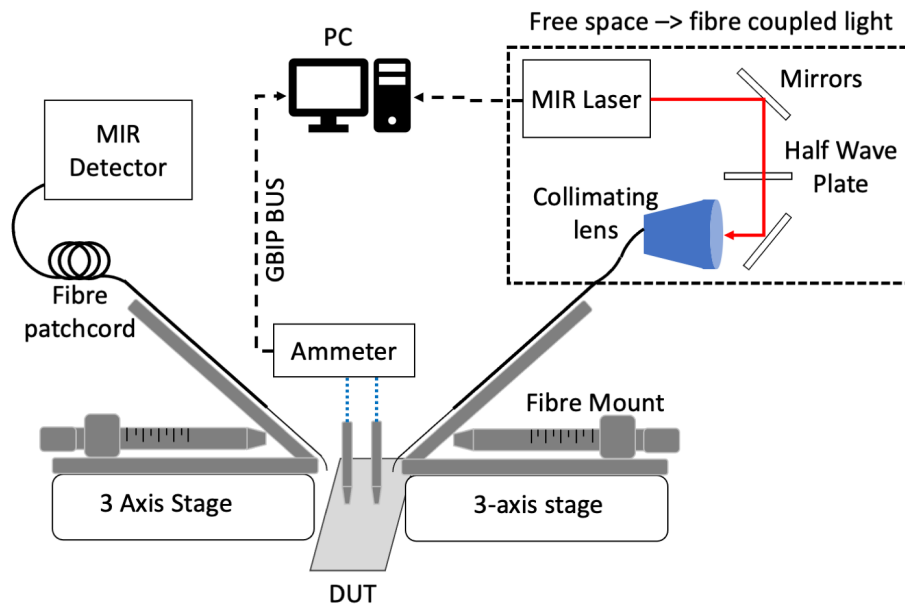 Free space –> fibre coupled light
PC
Mirrors
MIR Laser
MIR
Detector
Half Wave
Plate
Collimating
lens
GBIP BUS
Fibre
patchcord
Ammeter
Fibre Mount
3 Axis Stage
3-axis stage
DUT